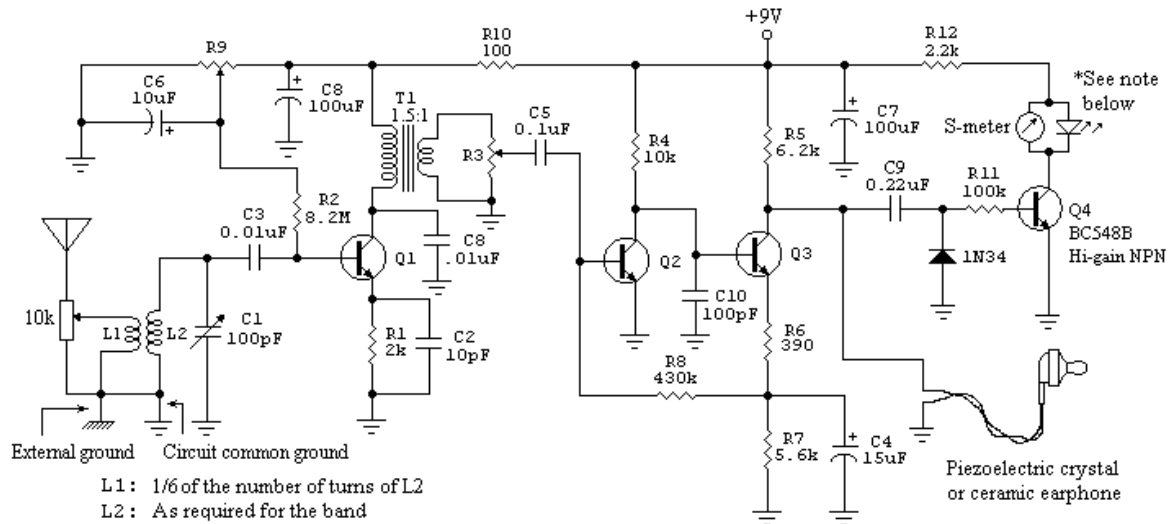 +9V
R9
R10
100
R12
2.2k
C6
10uF
C8
100uF
T1
1.5:1
C5
0.1uF
*See note
below
S-meter
C7
100uF
R4
10k
R5
6.2k
R3
C9
0.22uF
R11
100k
R2
8.2M
C3
0.01uF
Q1
C8
.01uF
Q2
Q3
Q4
BC548B
Hi-gain NPN
1N34
C10
100pF
10k
L1
L2
C1
100pF
R1
2k
C2
10pF
R6
390
R8
430k
R7
5.6k
C4
15uF
External ground
Circuit common ground
Piezoelectric crystal
or ceramic earphone
L1: 1/6 of the number of turns of L2
L2: As required for the band